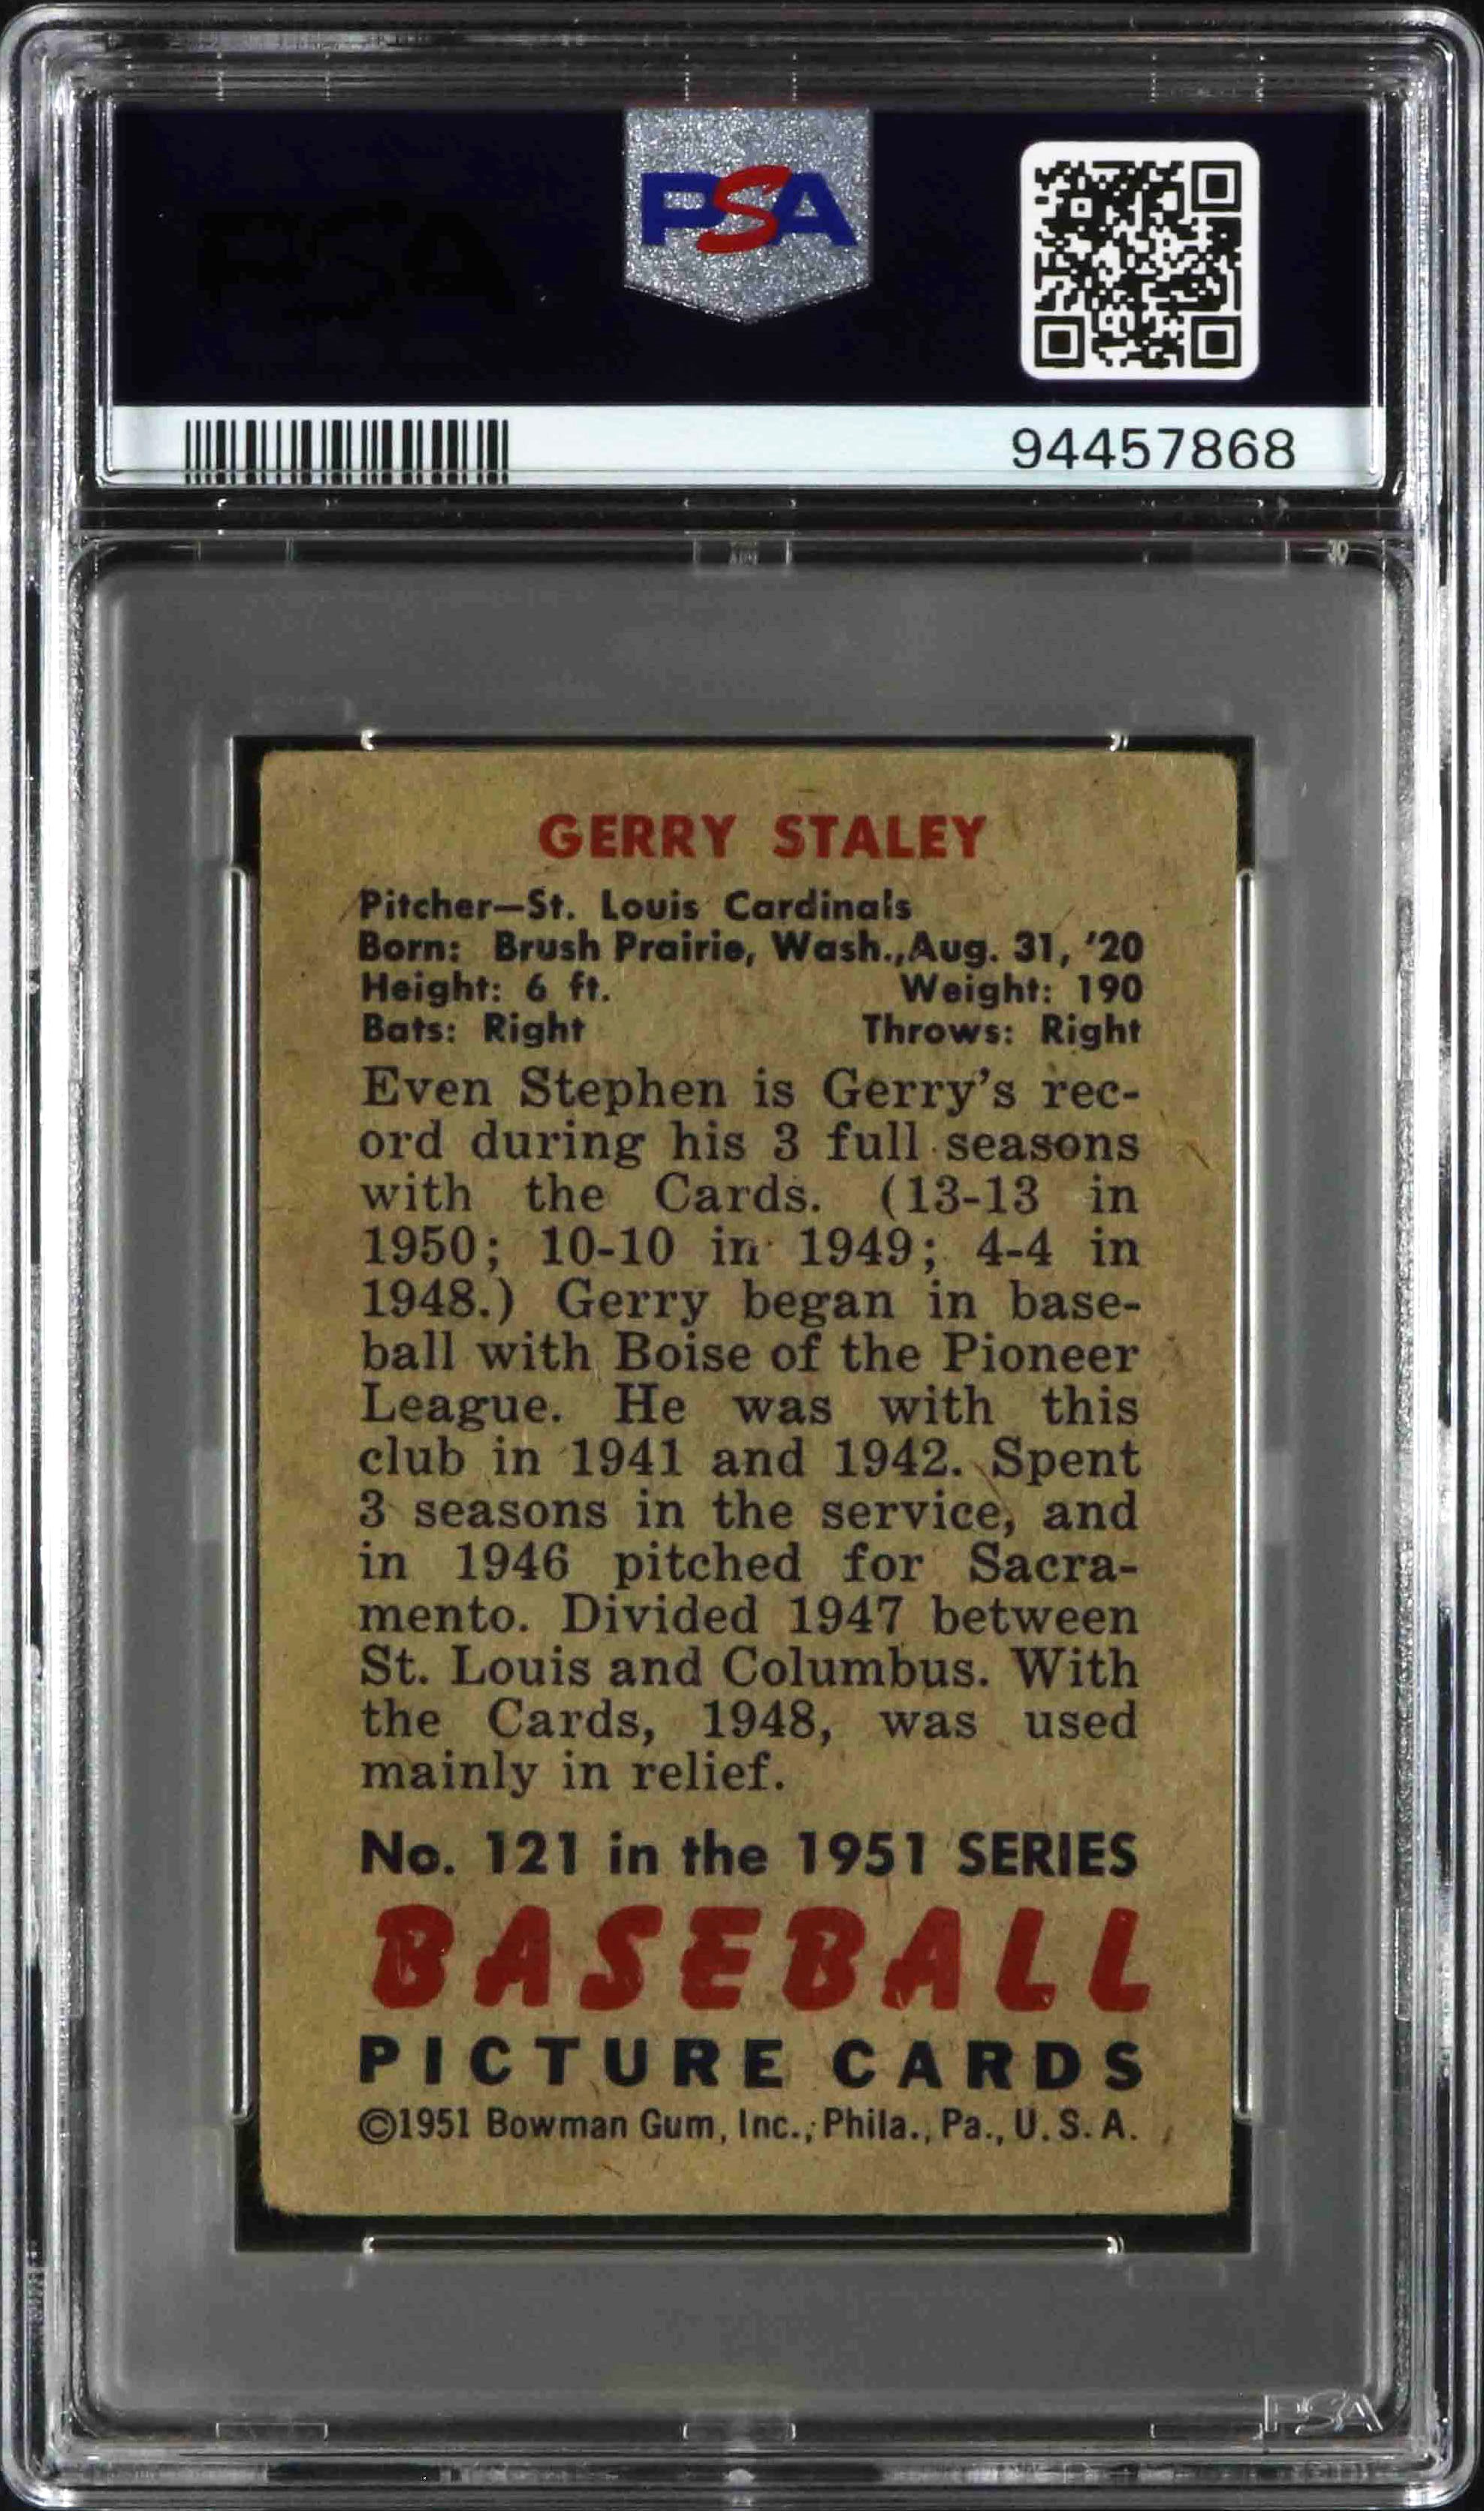 PSA
94457868
GERRY STALEY
Pitcher—St. Louis Cardinals
Born: Brush Prairie, Wash., Aug. 31, '20
Height: 6 ft. Weight: 190
Bats: Right Throws: Right
Even Stephen is Gerry's rec-
ord during his 3 full seasons
with the Cards. (13-13 in
1950; 10-10 in 1949; 4-4 in
1948.) Gerry began in base-
ball with Boise of the Pioneer
League. He was with this
club in 1941 and 1942. Spent
3 seasons in the service, and
in 1946 pitched for Sacra-
mento. Divided 1947 between
St. Louis and Columbus. With
the Cards, 1948, was used
mainly in relief.
No. 121 in the 1951 SERIES
BASEBALL
PICTURE CARDS
©1951 Bowman Gum, Inc., Phila., Pa., U. S. A.
PSA